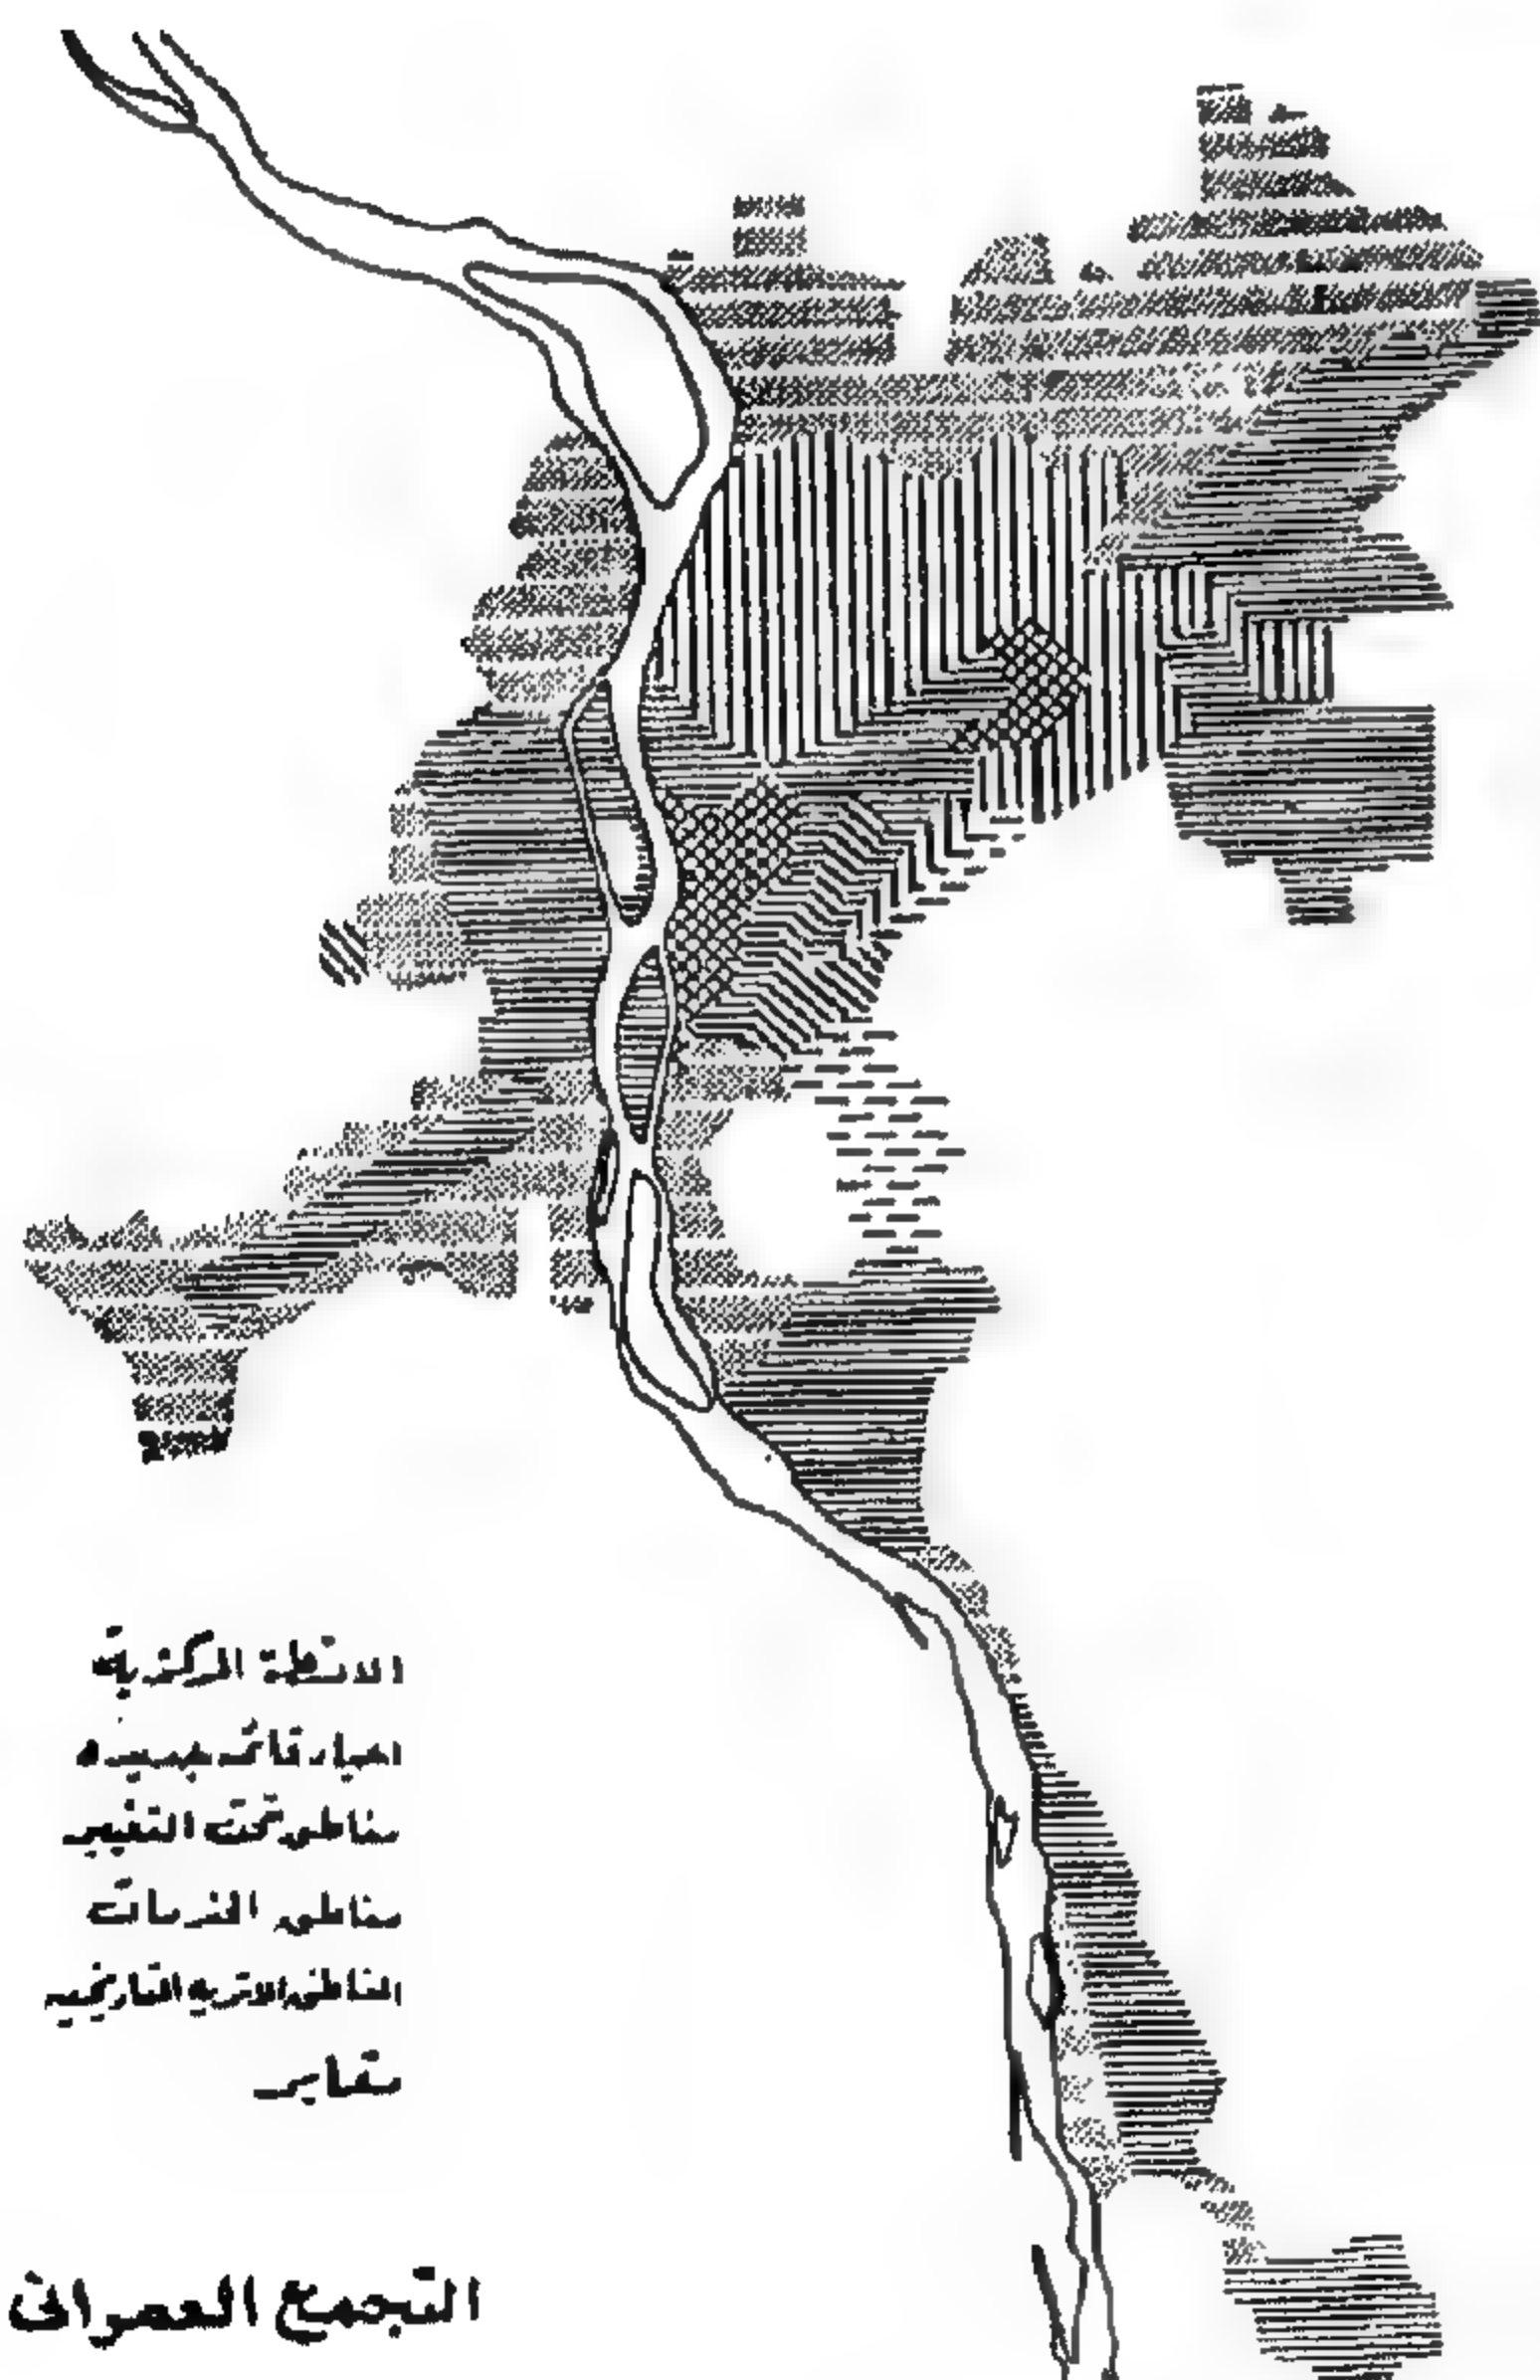 الانشطة المركزية
احياء قائمة جديدة
مناطق تحت التغيير
مناطق الخدمات
المناطق الاثرية التاريخية
مقابر
التجمع العمرانى